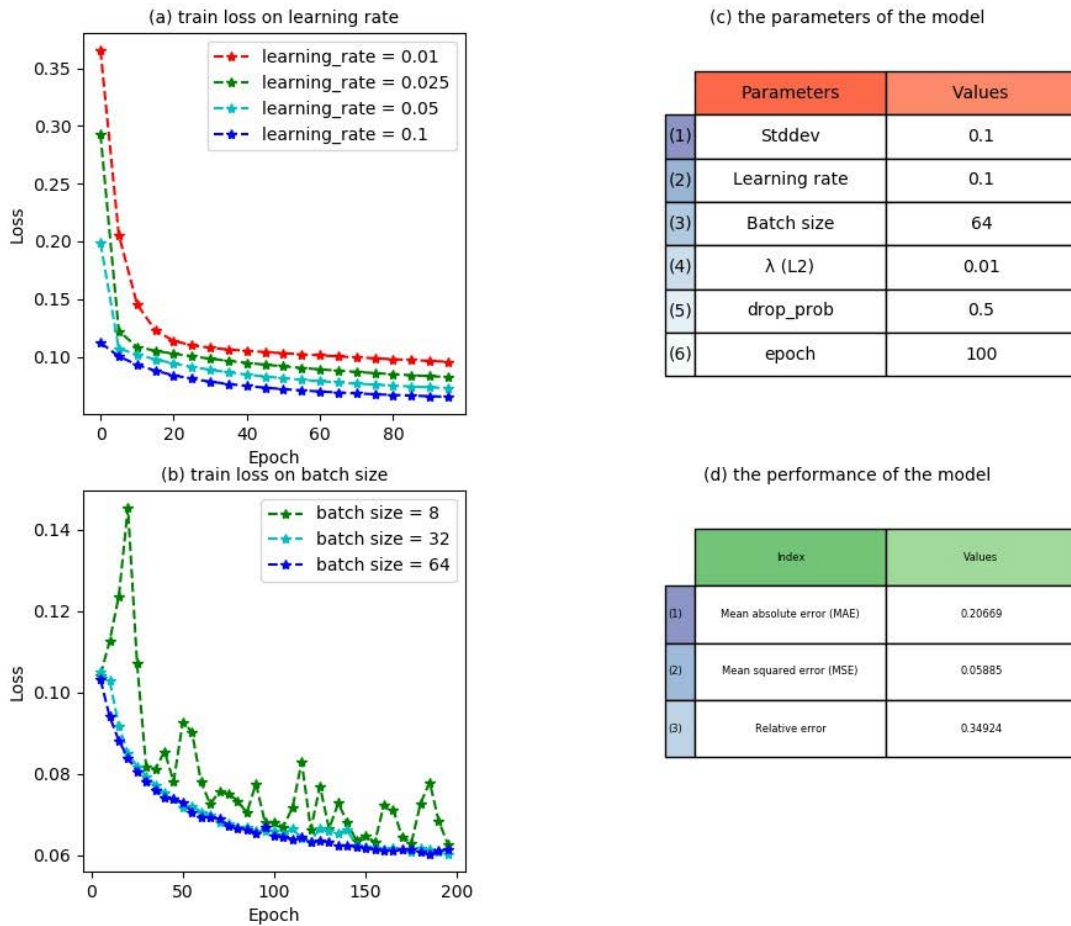 (a) train loss on learning rate
learning_rate = 0.01
learning_rate = 0.025
learning_rate = 0.05
learning_rate = 0.1
0.35
0.30
0.25
0.20
0.15
0.10
Loss
0 20 40 60 80
Epoch
(c) the parameters of the model
Parameters Values
(1) Stddev 0.1
(2) Learning rate 0.1
(3) Batch size 64
(4) λ (L2) 0.01
(5) drop_prob 0.5
(6) epoch 100
(b) train loss on batch size
batch size = 8
batch size = 32
batch size = 64
0.14
0.12
0.10
0.08
0.06
Loss
0 50 100 150 200
Epoch
(d) the performance of the model
Index Values
(1) Mean absolute error (MAE) 0.20669
(2) Mean squared error (MSE) 0.05885
(3) Relative error 0.34924